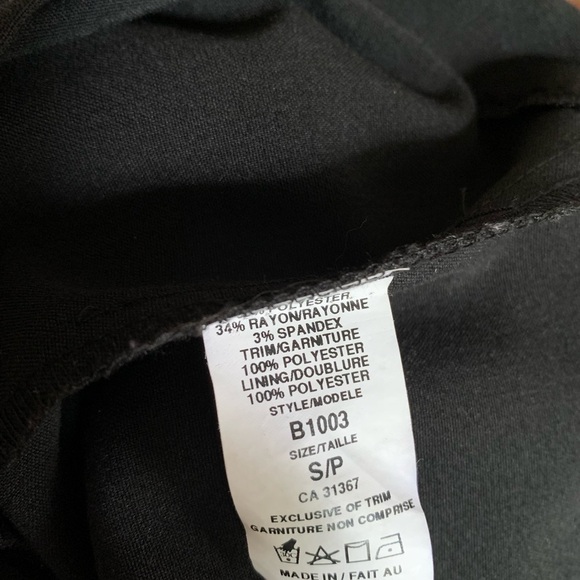 POLYESTER
34% RAYON/RAYONNE
3% SPANDEX
TRIM/GARNITURE
100% POLYESTER
LINING/DOUBLURE
100% POLYESTER
STYLE/MODELE
B1003
SIZE/TAILLE
S/P
CA 31367
EXCLUSIVE OF TRIM
GARNITURE NON COMPRISE
MADE IN / FAIT AU